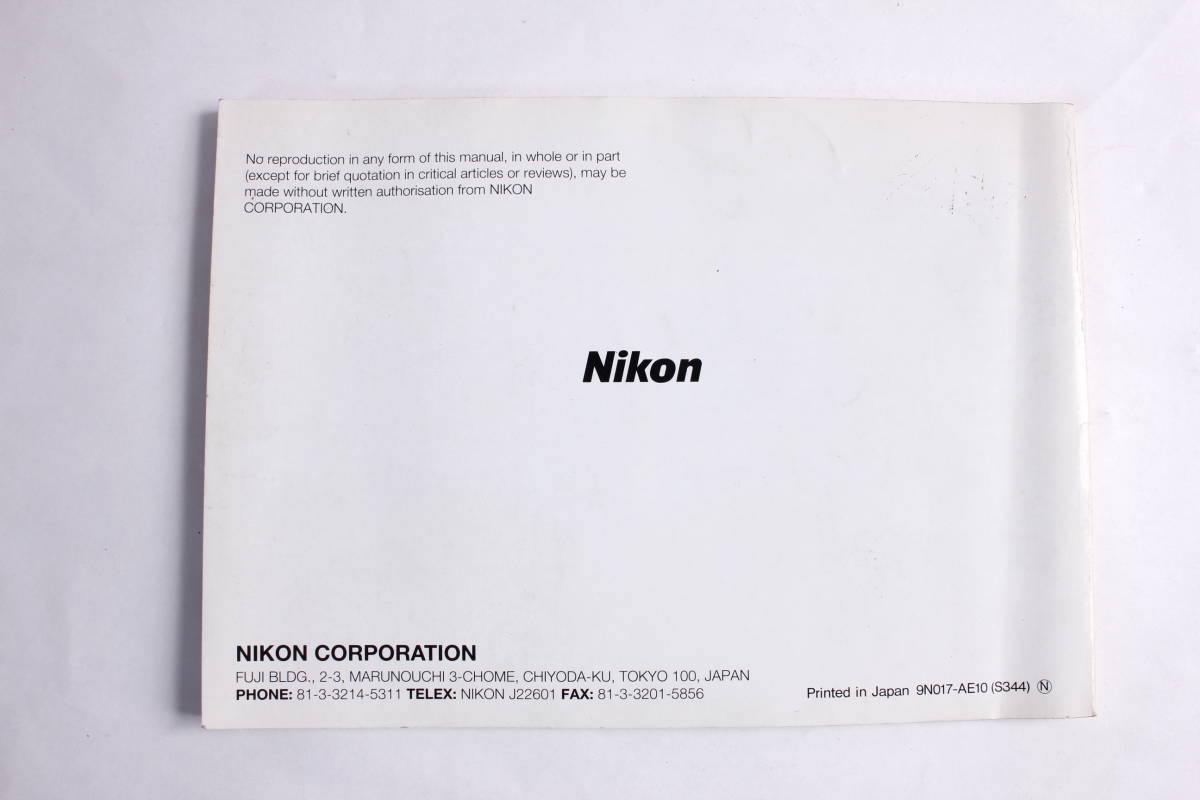 No reproduction in any form of this manual, in whole or in part
(except for brief quotation in critical articles or reviews), may be
made without written authorisation from NIKON
CORPORATION.
Nikon
NIKON CORPORATION
FUJI BLDG., 2-3, MARUNOUCHI 3-CHOME, CHIYODA-KU, TOKYO 100, JAPAN
PHONE: 81-3-3214-5311 TELEX: NIKON J22601 FAX: 81-3-3201-5856
Printed in Japan 9N017-AE10 (S344) Ⓝ